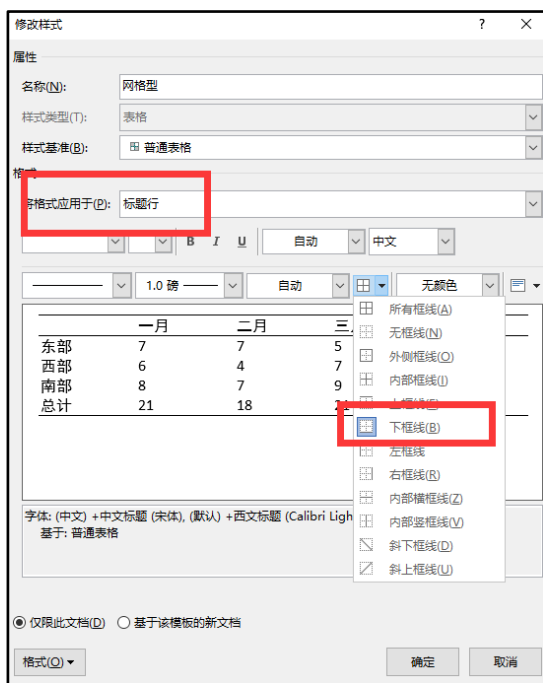 修改样式 ? ×
属性
名称(N): 网格型
样式类型(T): 表格
样式基准(B): 普通表格
格式
将格式应用于(P): 标题行
B I U 自动 中文
1.0 磅 自动 无颜色
所有框线(A)
无框线(N)
外侧框线(O)
内部框线(I)
上框线
下框线(B)
左框线
右框线(R)
内部横框线(Z)
内部竖框线(V)
斜下框线(D)
斜上框线(U)
一月 二月
东部 7 7 5
西部 6 4 7
南部 8 7 9
总计 21 18 21
字体: (中文) +中文标题 (宋体), (默认) +西文标题 (Calibri Ligh
基于: 普通表格
仅限此文档(D) 基于该模板的新文档
格式(O) 确定 取消